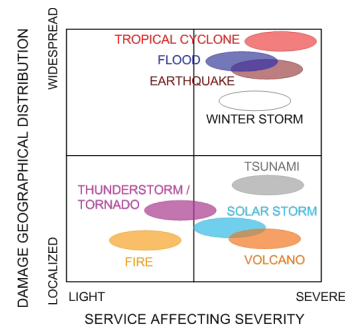 DAMAGE GEOGRAPHICAL DISTRIBUTION
WIDESPREAD
LOCALIZED
TROPICAL CYCLONE
FLOOD
EARTHQUAKE
WINTER STORM
TSUNAMI
THUNDERSTORM /
TORNADO
SOLAR STORM
FIRE
VOLCANO
LIGHT
SEVERE
SERVICE AFFECTING SEVERITY